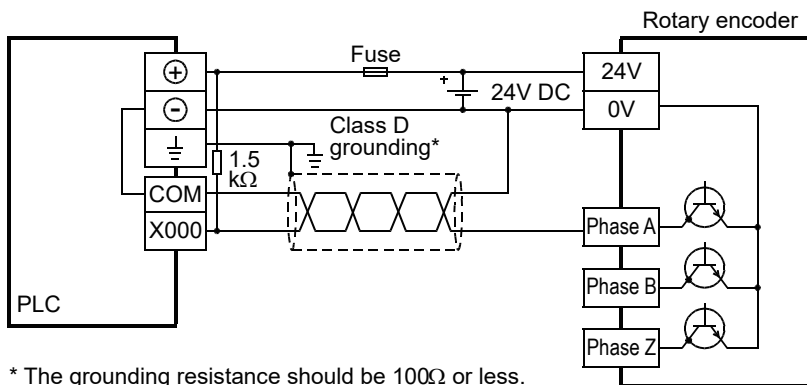 Rotary encoder
Fuse
+
24V
−
+
24V DC
0V
Class D
grounding*
1.5
kΩ
COM
X000
Phase A
Phase B
PLC
Phase Z
* The grounding resistance should be 100Ω or less.